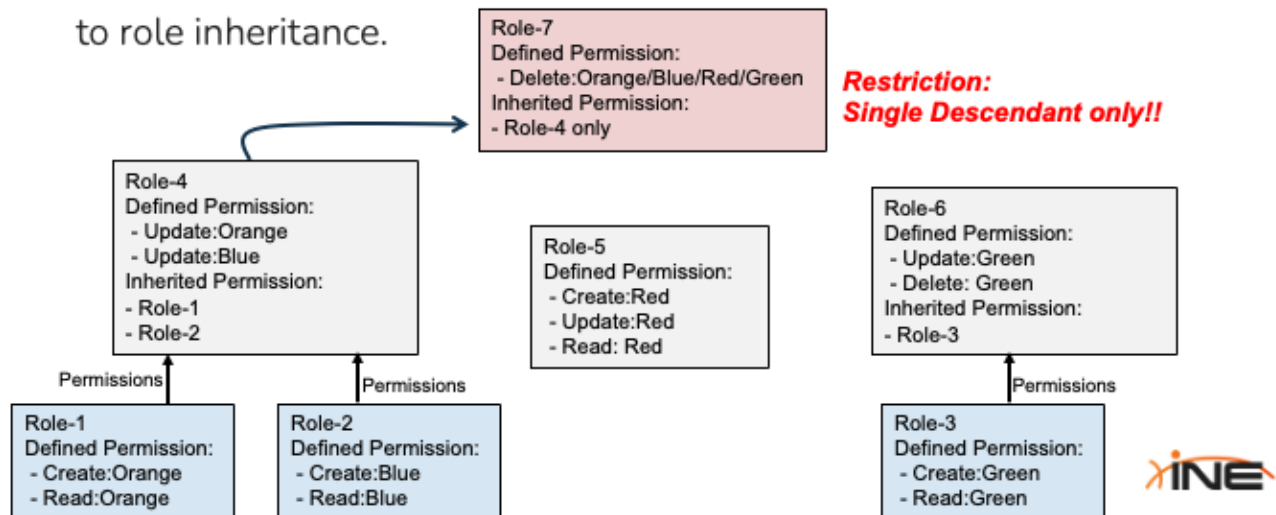 to role inheritance.
Role-7
Defined Permission:
- Delete:Orange/Blue/Red/Green
Inherited Permission:
- Role-4 only
Restriction:
Single Descendant only!!
Role-4
Defined Permission:
- Update:Orange
- Update:Blue
Inherited Permission:
- Role-1
- Role-2
Role-5
Defined Permission:
- Create:Red
- Update:Red
- Read: Red
Role-6
Defined Permission:
- Update:Green
- Delete: Green
Inherited Permission:
- Role-3
Permissions
Permissions
Permissions
Role-1
Defined Permission:
- Create:Orange
- Read:Orange
Role-2
Defined Permission:
- Create:Blue
- Read:Blue
Role-3
Defined Permission:
- Create:Green
- Read:Green
iNE